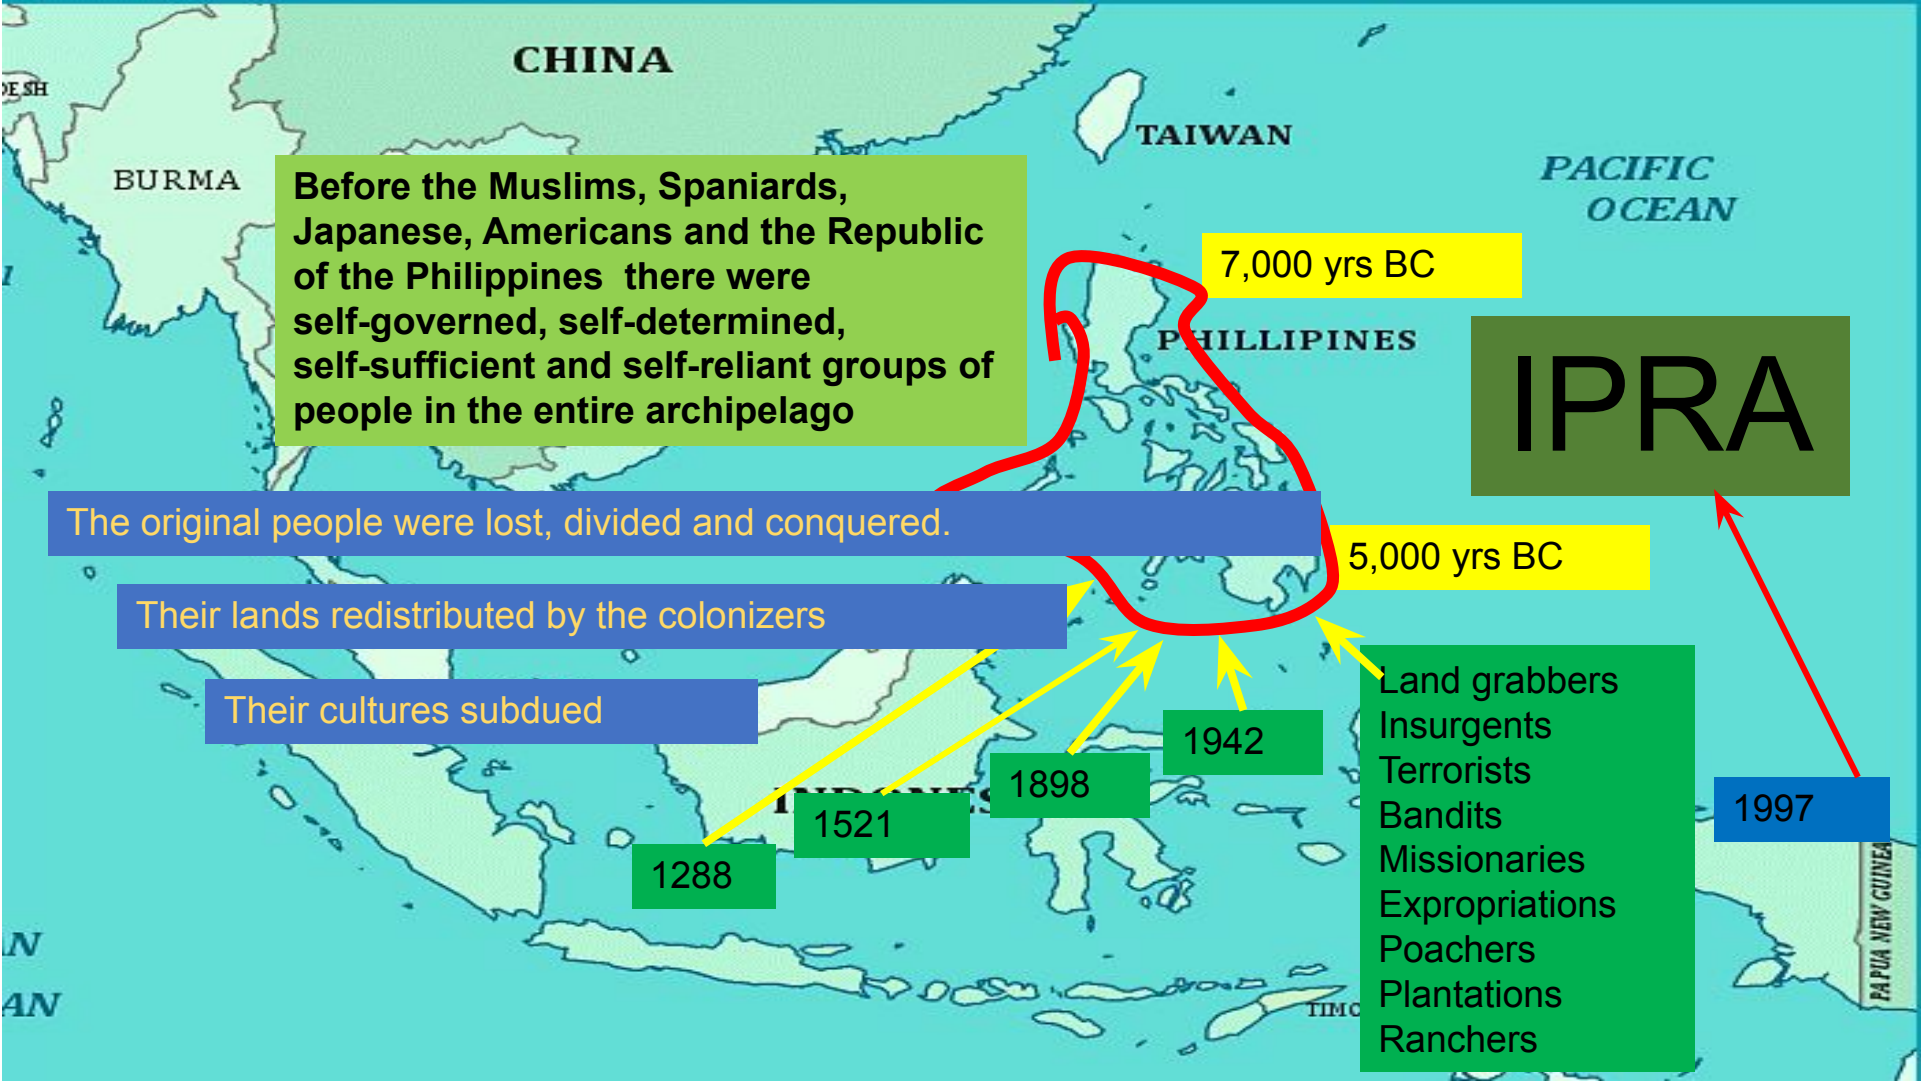 CHINA
DESH
BURMA
TAIWAN
PACIFIC
OCEAN
Before the Muslims, Spaniards,
Japanese, Americans and the Republic
of the Philippines  there were
self-governed, self-determined,
self-sufficient and self-reliant groups of
people in the entire archipelago
7,000 yrs BC
PHILLIPINES
IPRA
The original people were lost, divided and conquered.
5,000 yrs BC
Their lands redistributed by the colonizers
Their cultures subdued
Land grabbers
Insurgents
Terrorists
Bandits
Missionaries
Expropriations
Poachers
Plantations
Ranchers
1942
1898
1521
1288
1997
INDONES
PAPUA NEW GUINEA
N
AN
TIMO